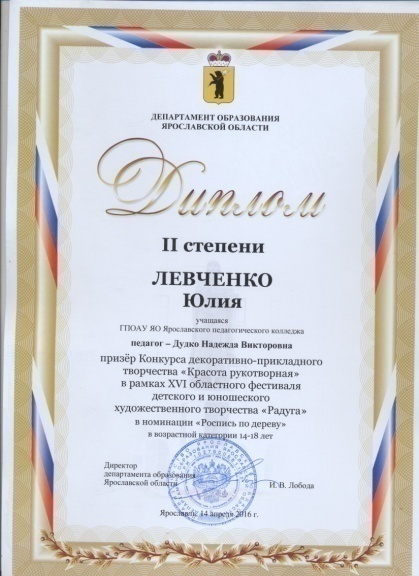 ДЕПАРТАМЕНТ ОБРАЗОВАНИЯ
ЯРОСЛАВСКОЙ ОБЛАСТИ
Диплом
II степени
ЛЕВЧЕНКО
Юлия
учащаяся
ГПОАУ ЯО Ярославского педагогического колледжа
педагог – Дудко Надежда Викторовна
призёр Конкурса декоративно-прикладного
творчества «Красота рукотворная»
в рамках XVI областного фестиваля
детского и юношеского
художественного творчества «Радуга»
в номинации «Роспись по дереву»
в возрастной категории 14-18 лет
Директор
департамента образования
Ярославской области
И. В. Лобода
Ярославль, 14 апреля 2016 г.